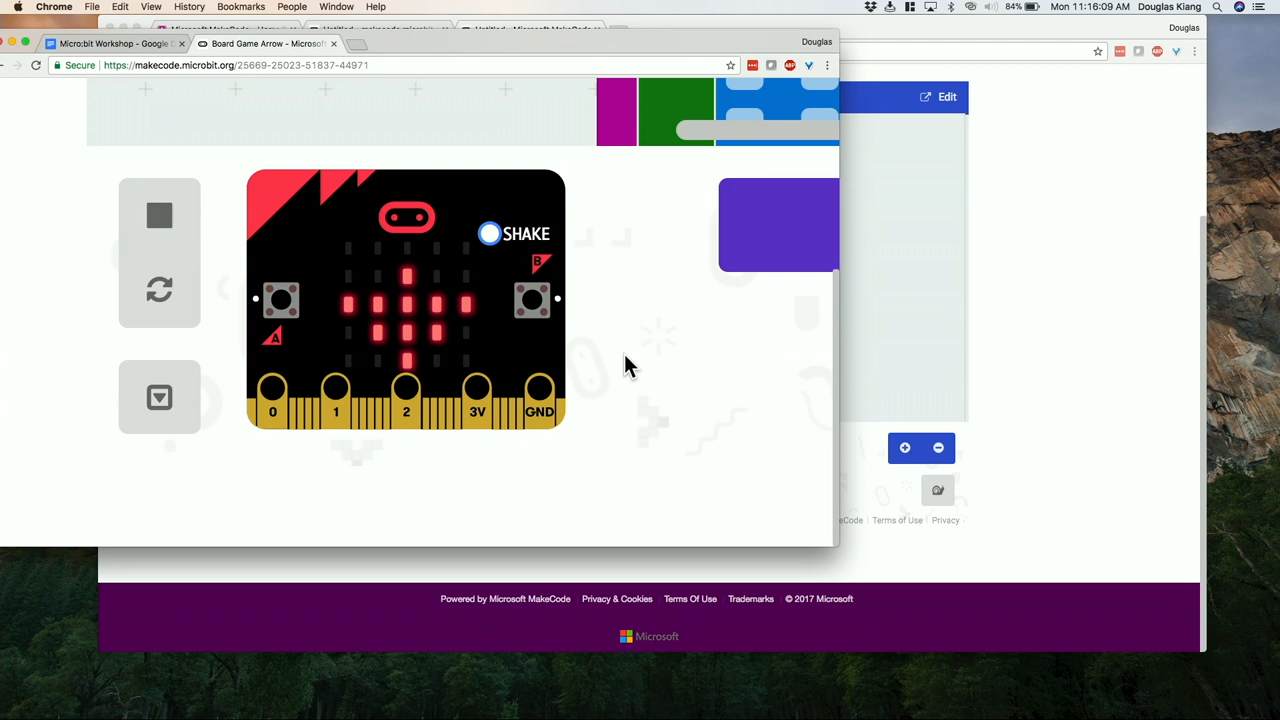 Chrome File Edit View History Bookmarks People Window Help 84% Mon 11:16:09 AM Douglas Kiang
Douglas
Micro:bit Workshop - Google D Board Game Arrow - Microsof Douglas
Secure https://makecode.microbit.org/25669-25023-51837-44971 ABP
ABP
Edit
SHAKE
B
A
0 1 2 3V GND
eCode Terms of Use Privacy
Powered by Microsoft MakeCode Privacy & Cookies Terms Of Use Trademarks © 2017 Microsoft
Microsoft